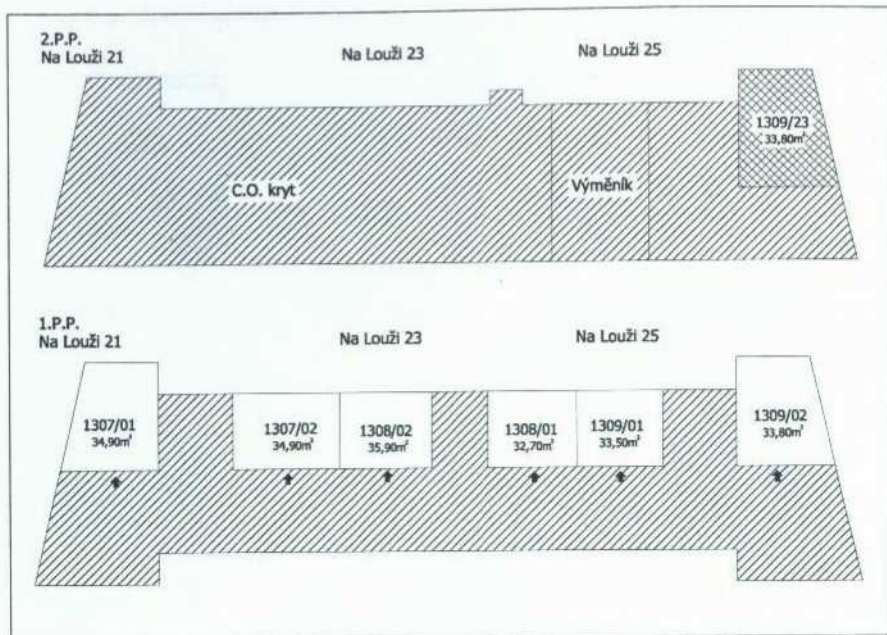 2.P.P.
Na Louži 21
Na Louži 23
Na Louži 25
1309/23
33,80m²
C.O. kryt
Výměník
1.P.P.
Na Louži 21
Na Louži 23
Na Louži 25
1307/01
34,90m²
1307/02
34,90m²
1308/02
35,90m²
1308/01
32,70m²
1309/01
33,50m²
1309/02
33,80m²